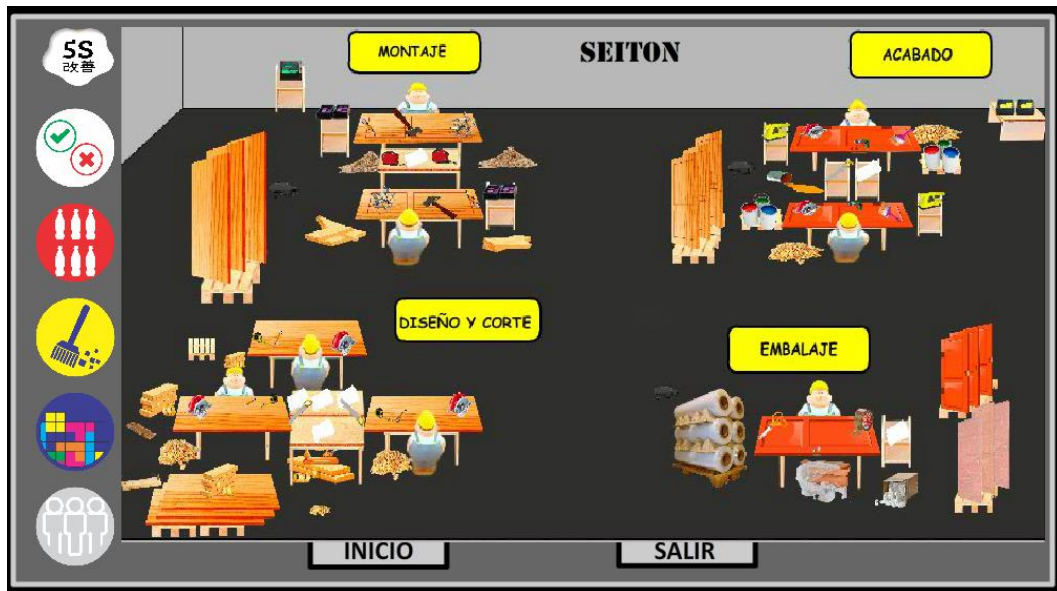 5S
改善
MONTAJE
SEITON
ACABADO
DISEÑO Y CORTE
EMBALAJE
INICIO
SALIR